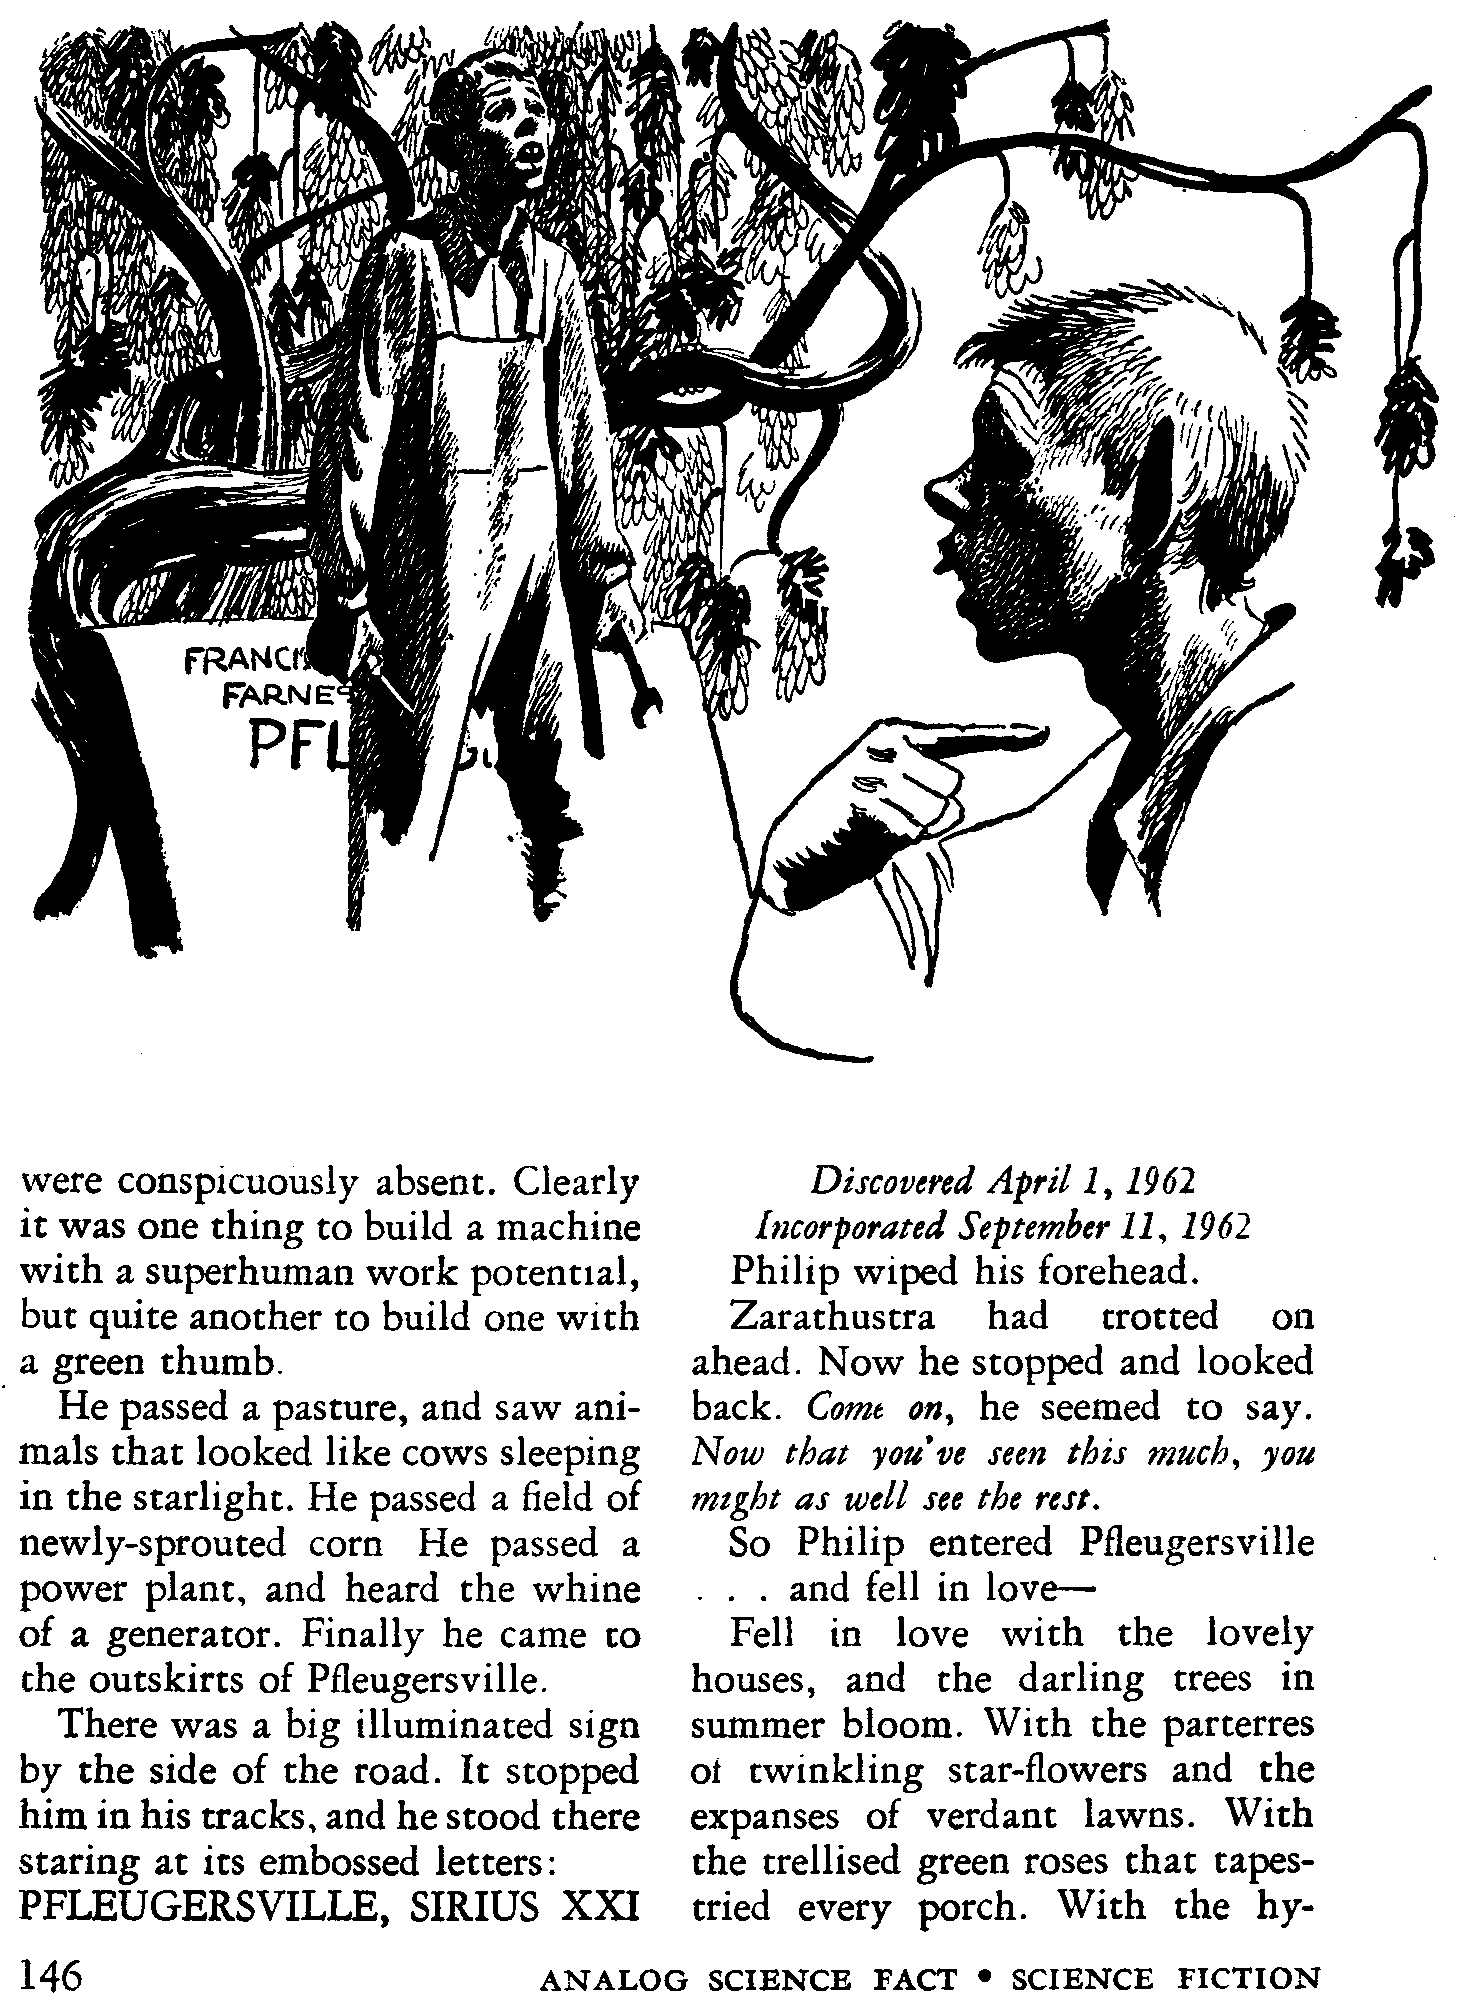 FRANCIS
FARNES
PFL
were conspicuously absent. Clearly
it was one thing to build a machine
with a superhuman work potential,
but quite another to build one with
a green thumb.
He passed a pasture, and saw ani-
mals that looked like cows sleeping
in the starlight. He passed a field of
newly-sprouted corn He passed a
power plant, and heard the whine
of a generator. Finally he came to
the outskirts of Pfleugersville.
There was a big illuminated sign
by the side of the road. It stopped
him in his tracks, and he stood there
staring at its embossed letters:
PFLEUGERSVILLE, SIRIUS XXI
Discovered April 1, 1962
Incorporated September 11, 1962
Philip wiped his forehead.
Zarathustra had trotted on
ahead. Now he stopped and looked
back. Come on, he seemed to say.
Now that you've seen this much, you
might as well see the rest.
So Philip entered Pfleugersville
. . . and fell in love—
Fell in love with the lovely
houses, and the darling trees in
summer bloom. With the parterres
of twinkling star-flowers and the
expanses of verdant lawns. With
the trellised green roses that tapes-
tried every porch. With the hy-
146
ANALOG SCIENCE FACT • SCIENCE FICTION